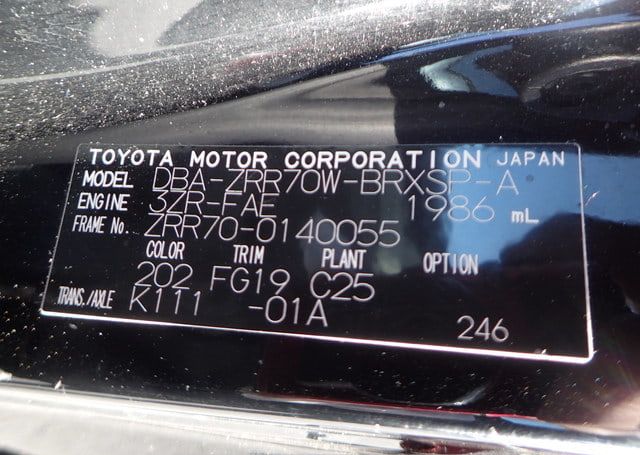 TOYOTA MOTOR CORPORATION JAPAN
MODEL DBA-ZRR70W-BRXSP-A
ENGINE 3ZR-FAE 1986 mL
FRAME No. ZRR70-0140055
COLOR TRIM PLANT OPTION
202 FG19 C25
TRANS./AXLE K111 -01A
246